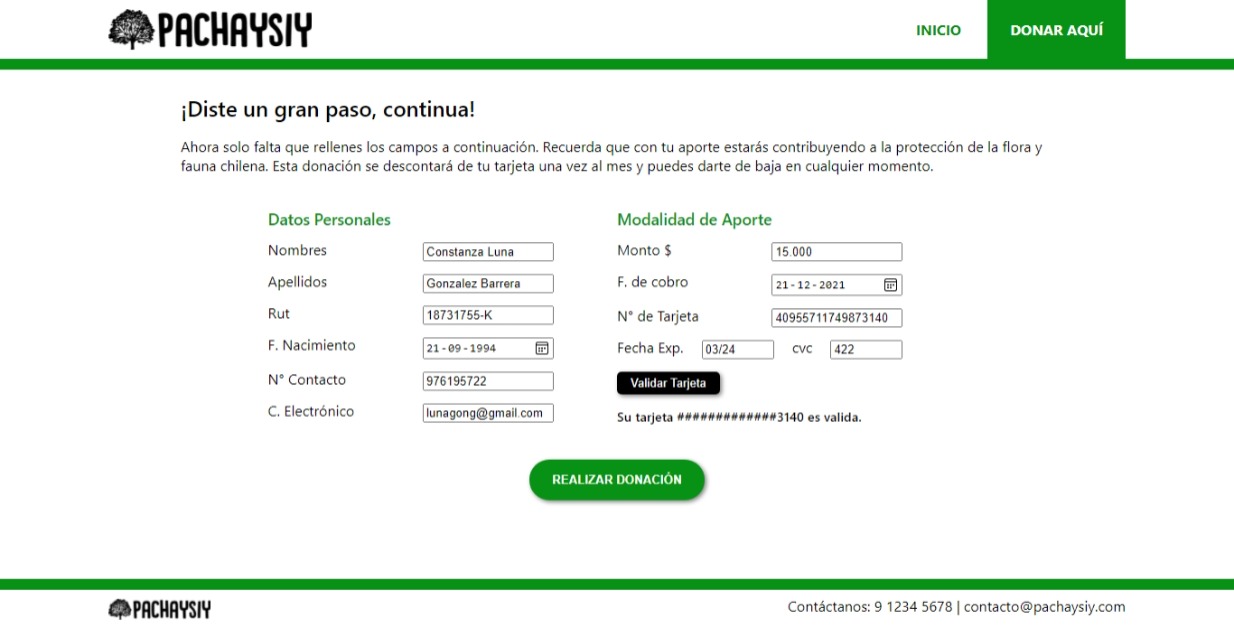 PACHAYSIY
INICIO
DONAR AQUÍ
¡Diste un gran paso, continua!
Ahora solo falta que rellenes los campos a continuación. Recuerda que con tu aporte estarás contribuyendo a la protección de la flora y
fauna chilena. Esta donación se descontará de tu tarjeta una vez al mes y puedes darte de baja en cualquier momento.
Datos Personales
Nombres Constanza Luna
Apellidos Gonzalez Barrera
Rut 18731755-K
F. Nacimiento 21-09-1994
N° Contacto 976195722
C. Electrónico lunagong@gmail.com
Modalidad de Aporte
Monto $ 15.000
F. de cobro 21-12-2021
N° de Tarjeta 40955711749873140
Fecha Exp. 03/24 CVC 422
Validar Tarjeta
Su tarjeta #############3140 es valida.
REALIZAR DONACIÓN
PACHAYSIY
Contáctanos: 9 1234 5678 | contacto@pachaysiy.com